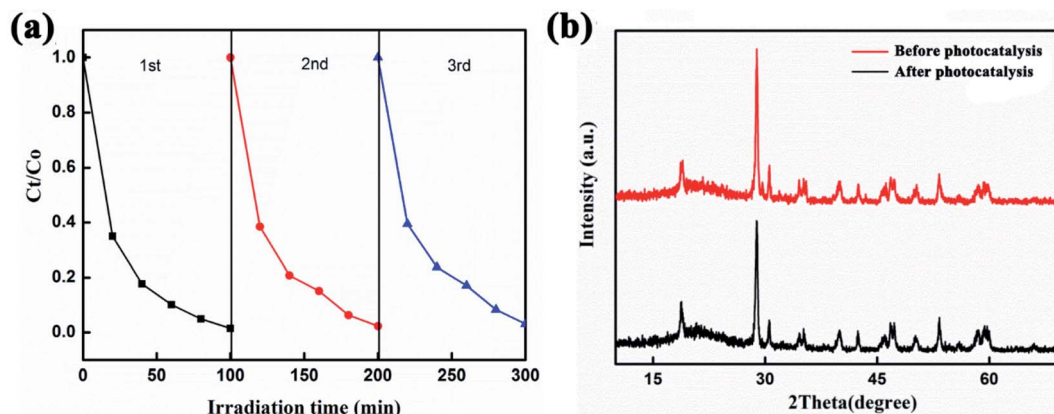 (a)
1st 2nd 3rd
1.0
0.8
0.6
0.4
0.2
0.0
Ct/Co
0 50 100 150 200 250 300
Irradiation time (min)
(b)
Before photocatalysis
After photocatalysis
Intensity (a.u.)
15 30 45 60
2Theta(degree)